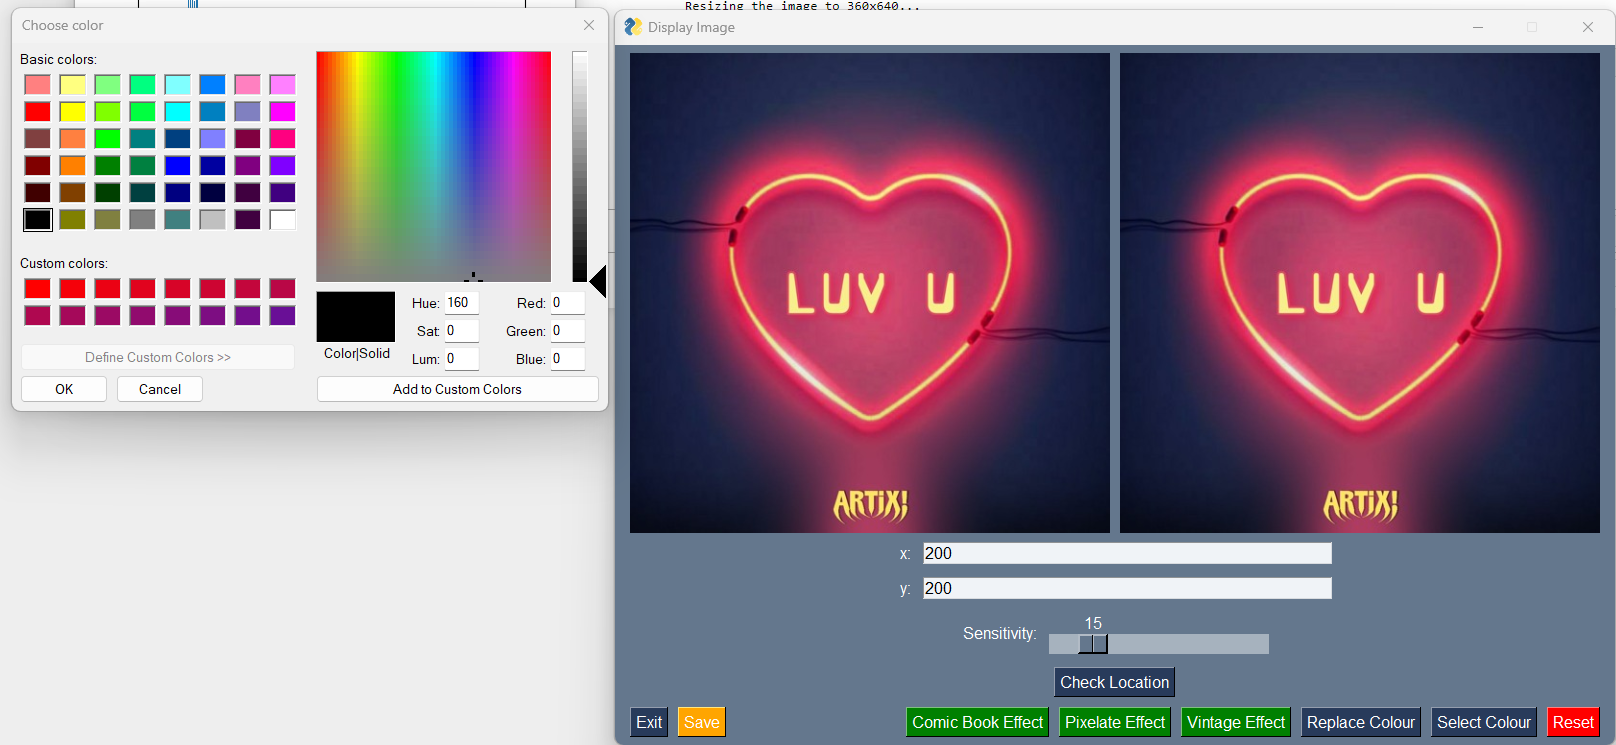 Resizing the image to 360x640...
Choose color
Basic colors:
Custom colors:
Define Custom Colors >>
OK
Cancel
Color|Solid
Hue: 160
Sat: 0
Lum: 0
Red: 0
Green: 0
Blue: 0
Add to Custom Colors
Display Image
LUV U
ARTiX!
LUV U
ARTiX!
x: 200
y: 200
15
Sensitivity:
Check Location
Exit
Save
Comic Book Effect
Pixelate Effect
Vintage Effect
Replace Colour
Select Colour
Reset